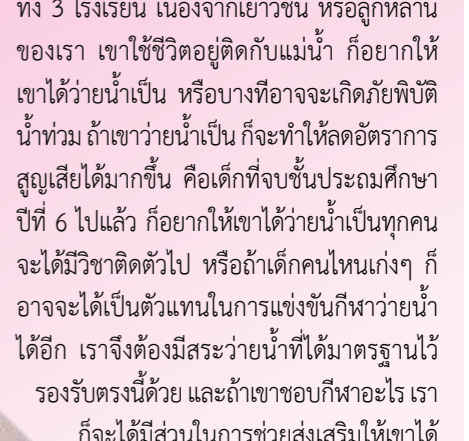 ทั้ง 3 โรงเรียน เนื่องจากเยาวชน หรือลูกหลาน
ของเรา เขาใช้ชีวิตอยู่ติดกับแม่น้ำ ก็อยากให้
เขาได้ว่ายน้ำเป็น หรือบางทีอาจจะเกิดภัยพิบัติ
น้ำท่วม ถ้าเขาว่ายน้ำเป็น ก็จะทำให้ลดอัตราการ
สูญเสียได้มากขึ้น คือเด็กที่จบชั้นประถมศึกษา
ปีที่ 6 ไปแล้ว ก็อยากให้เขาได้ว่ายน้ำเป็นทุกคน
จะได้มีวิชาติดตัวไป หรือถ้าเด็กคนไหนเก่งๆ ก็
อาจจะได้เป็นตัวแทนในการแข่งขันกีฬาว่ายน้ำ
ได้อีก เราจึงต้องมีสระว่ายน้ำที่ได้มาตรฐานไว้
รองรับตรงนี้ด้วย และถ้าเขาชอบกีฬาอะไร เรา
ก็จะได้มีส่วนในการช่วยส่งเสริมให้เขาได้